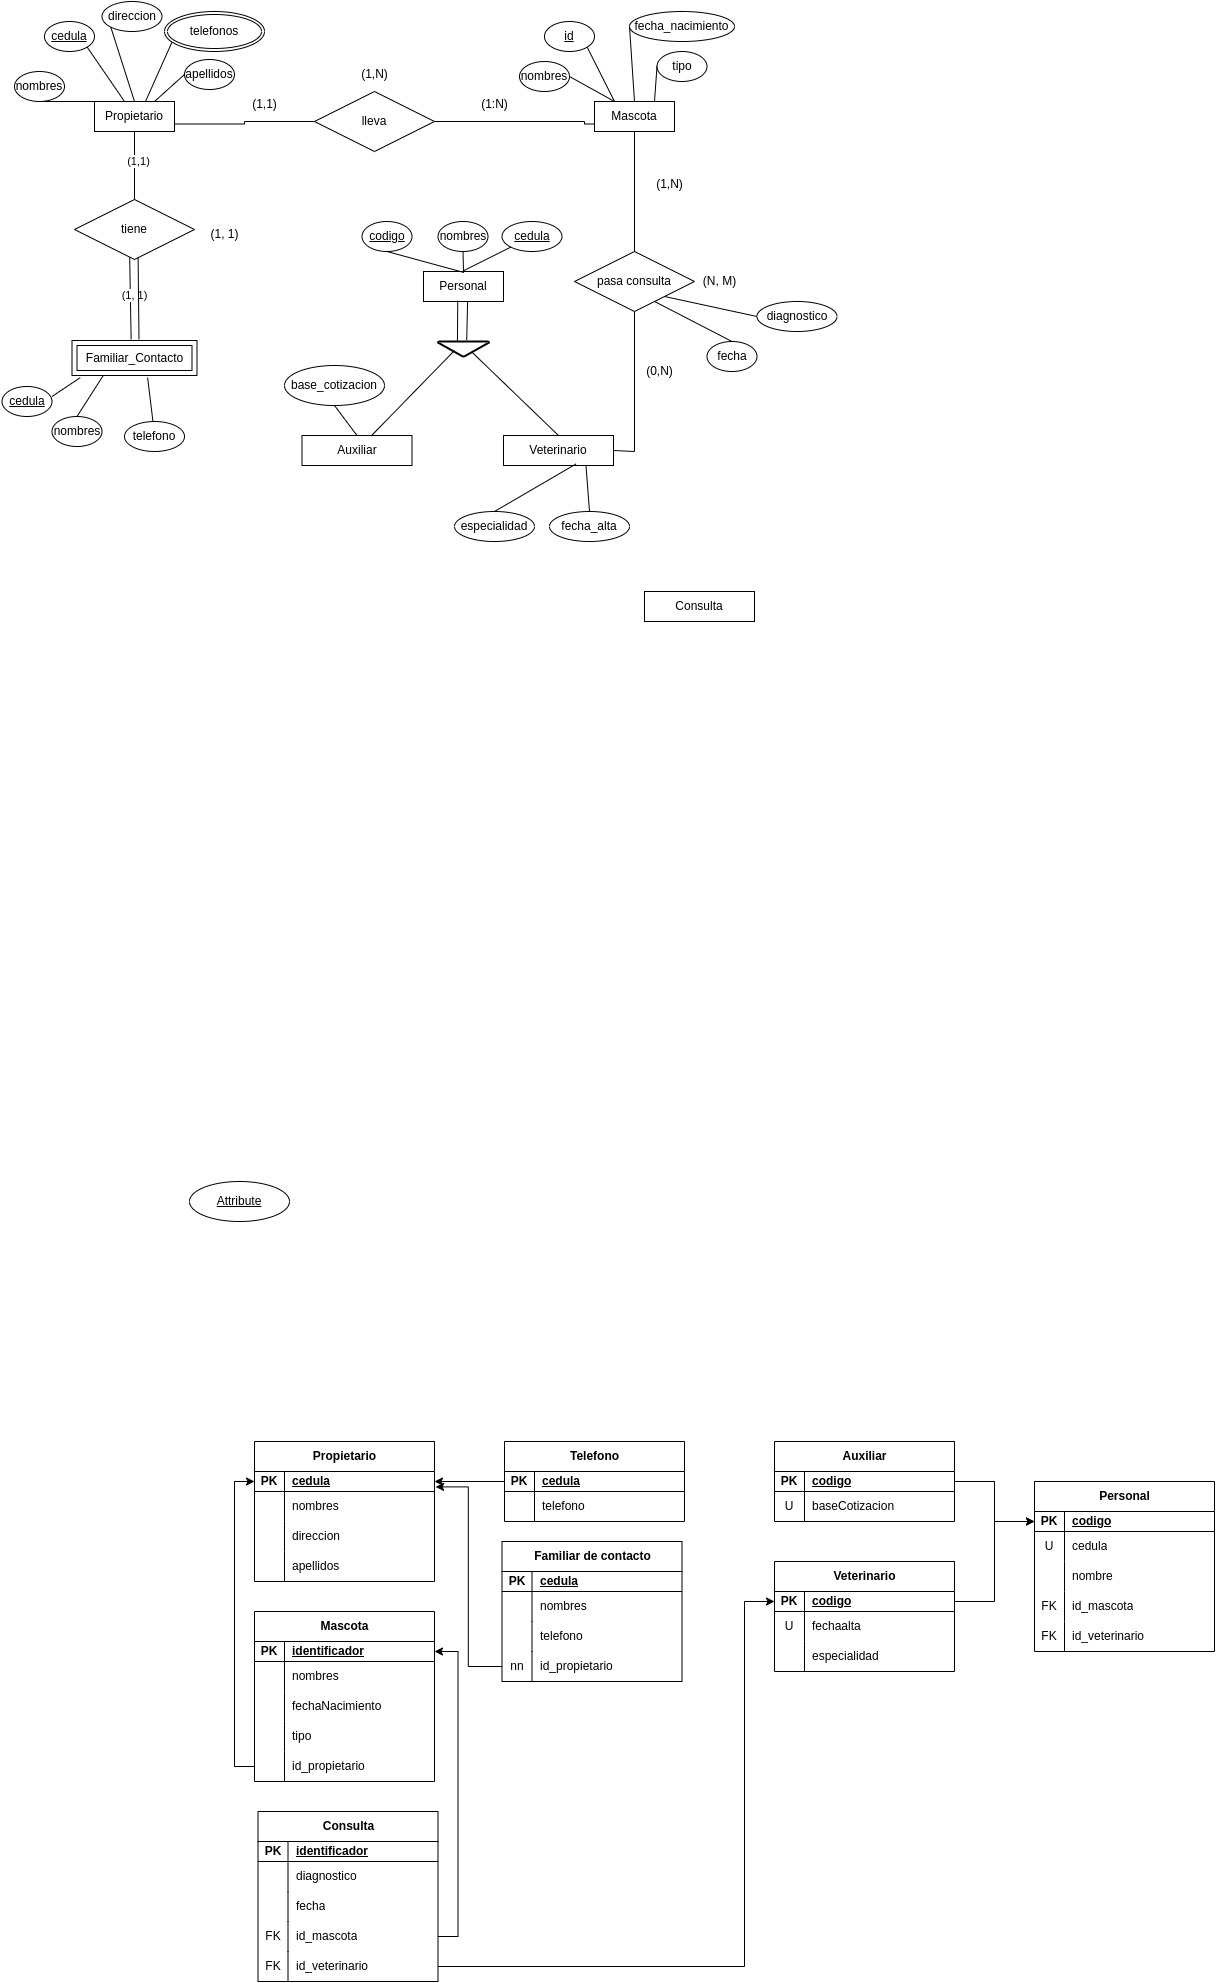 direccion
cedula
telefonos
apellidos
nombres
Propietario
(1,1)
(1,N)
lleva
(1:N)
id
fecha_nacimiento
nombres
tipo
Mascota
(1,1)
tiene
(1, 1)
(1, 1)
Familiar_Contacto
cedula
nombres
telefono
codigo
nombres
cedula
Personal
(1,N)
pasa consulta
(N, M)
diagnostico
fecha
(0,N)
base_cotizacion
Auxiliar
Veterinario
especialidad
fecha_alta
Consulta
Attribute
Propietario
PK cedula
nombres
direccion
apellidos
Telefono
PK cedula
telefono
Familiar de contacto
PK cedula
nombres
telefono
nn id_propietario
Auxiliar
PK codigo
U baseCotizacion
Personal
PK codigo
U cedula
nombre
FK id_mascota
FK id_veterinario
Veterinario
PK codigo
U fechaalta
especialidad
Mascota
PK identificador
nombres
fechaNacimiento
tipo
id_propietario
Consulta
PK identificador
diagnostico
fecha
FK id_mascota
FK id_veterinario